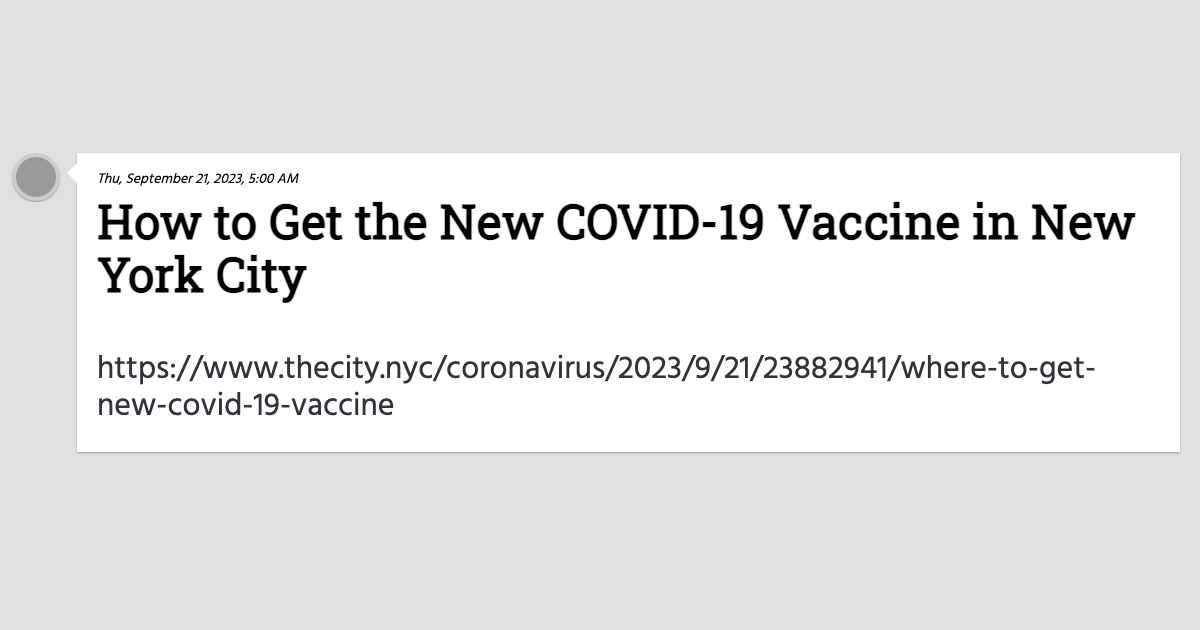 Thu, September 21, 2023, 5:00 AM
How to Get the New COVID-19 Vaccine in New
York City
https://www.thecity.nyc/coronavirus/2023/9/21/23882941/where-to-get-
new-covid-19-vaccine